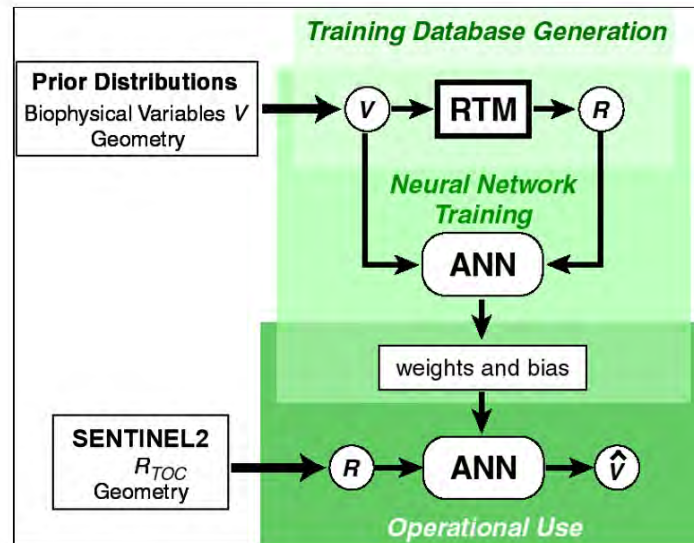 Training Database Generation
Prior Distributions
Biophysical Variables V
Geometry
V
RTM
R
Neural Network
Training
ANN
weights and bias
SENTINEL2
R_TOC
Geometry
R
ANN
V̂
Operational Use